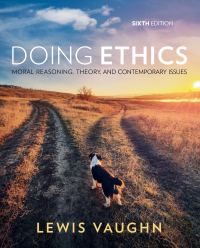 SIXTH EDITION
DOING ETHICS
MORAL REASONING, THEORY, AND CONTEMPORARY ISSUES
LEWIS VAUGHN